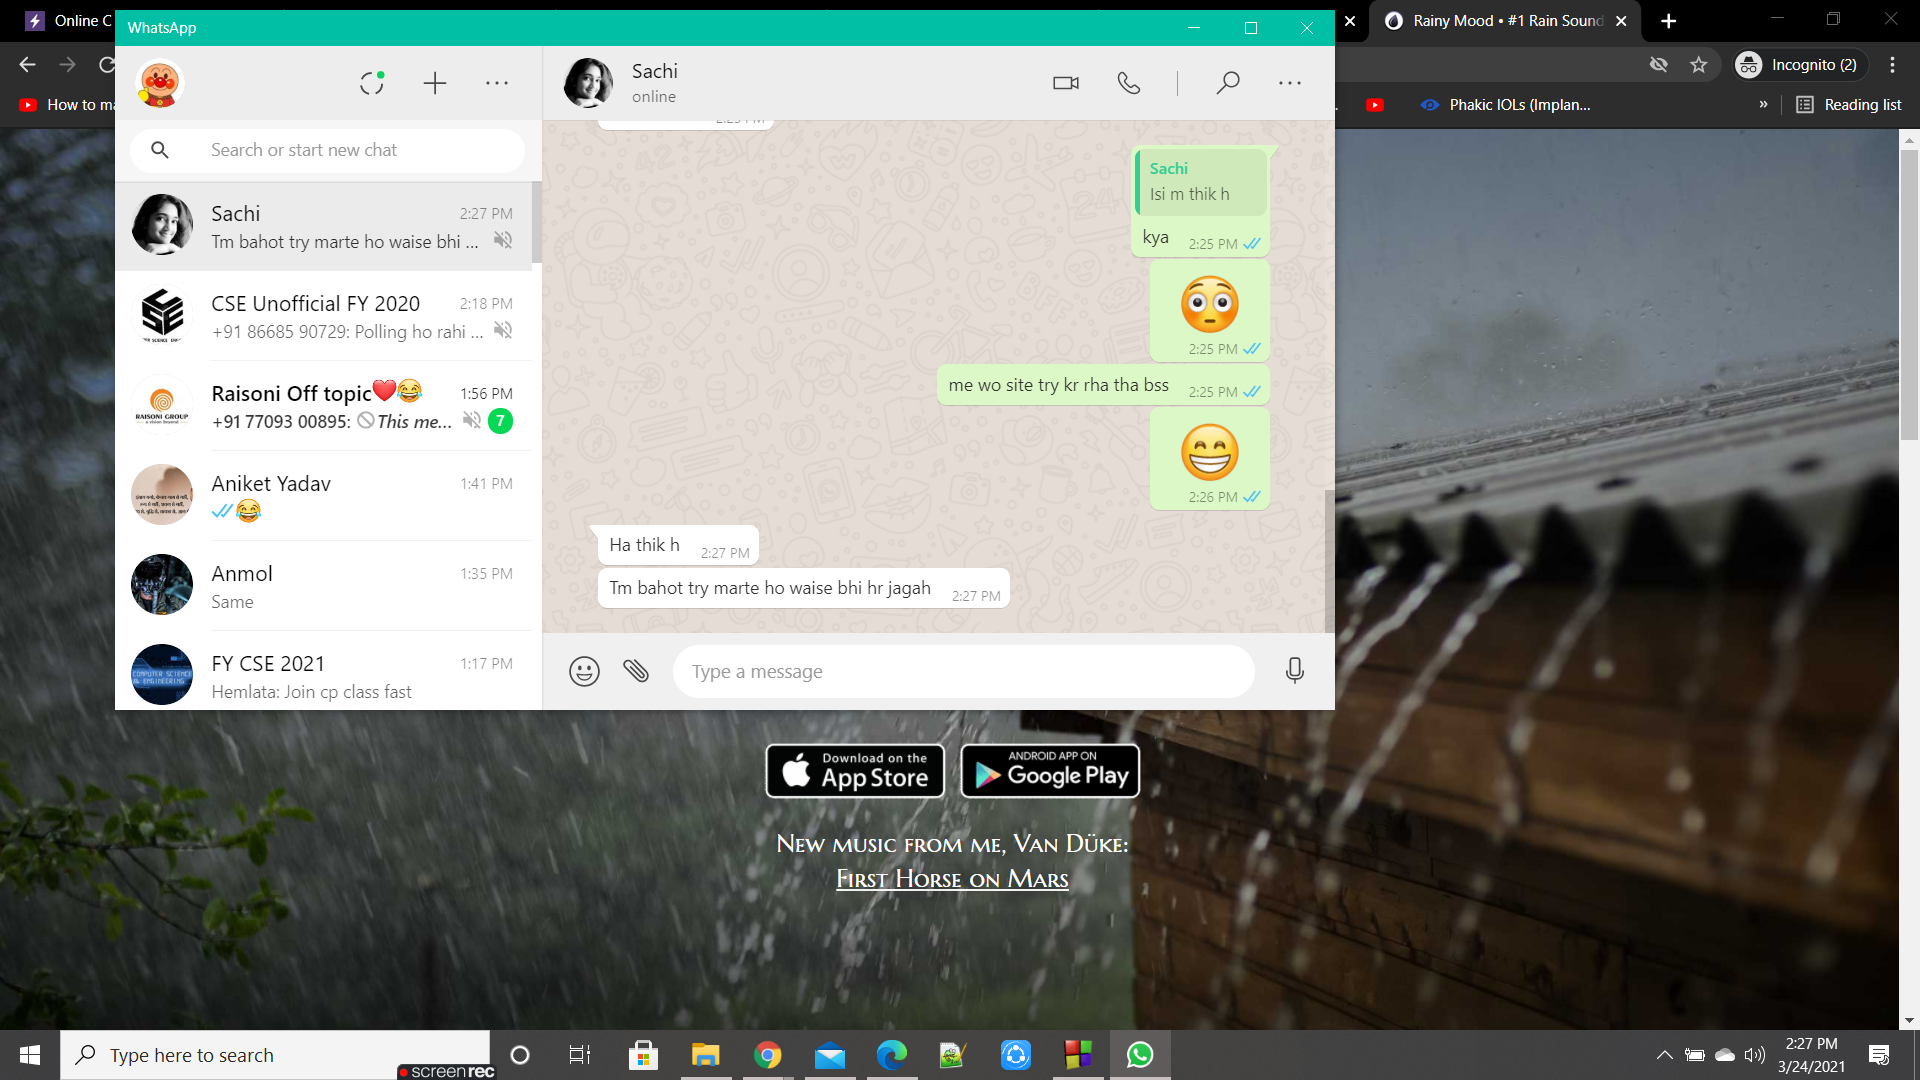 Online C
Rainy Mood • #1 Rain Sound
Incognito (2)
How to ma
Phakic IOLs (Implan...
»
Reading list
WhatsApp
Search or start new chat
Sachi
2:27 PM
Tm bahot try marte ho waise bhi ...
CSE Unofficial FY 2020
2:18 PM
+91 86685 90729: Polling ho rahi ...
RAISONI GROUP
Raisoni Off topic❤️😂
1:56 PM
+91 77093 00895: 🚫This me...
7
Aniket Yadav
1:41 PM
😂
Anmol
1:35 PM
Same
COMPUTER SCIENCE
& ENGINEERING
FY CSE 2021
1:17 PM
Hemlata: Join cp class fast
Sachi
online
Sachi
Isi m thik h
kya
2:25 PM
😳
2:25 PM
me wo site try kr rha tha bss
2:25 PM
😁
2:26 PM
Ha thik h
2:27 PM
Tm bahot try marte ho waise bhi hr jagah
2:27 PM
Type a message
Download on the
App Store
ANDROID APP ON
Google Play
New music from me, Van Düke:
First Horse on Mars
Type here to search
screenrec
2:27 PM
3/24/2021